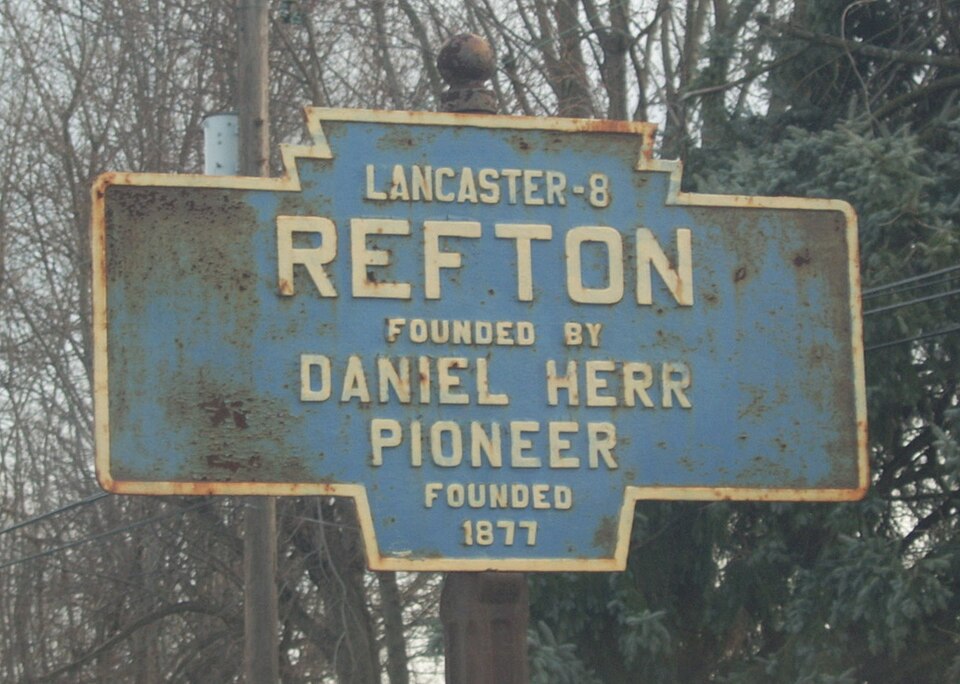 LANCASTER-8
REFTON
FOUNDED BY
DANIEL HERR
PIONEER
FOUNDED
1877